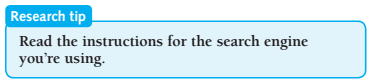 Research tip
Read the instructions for the search engine
you're using.